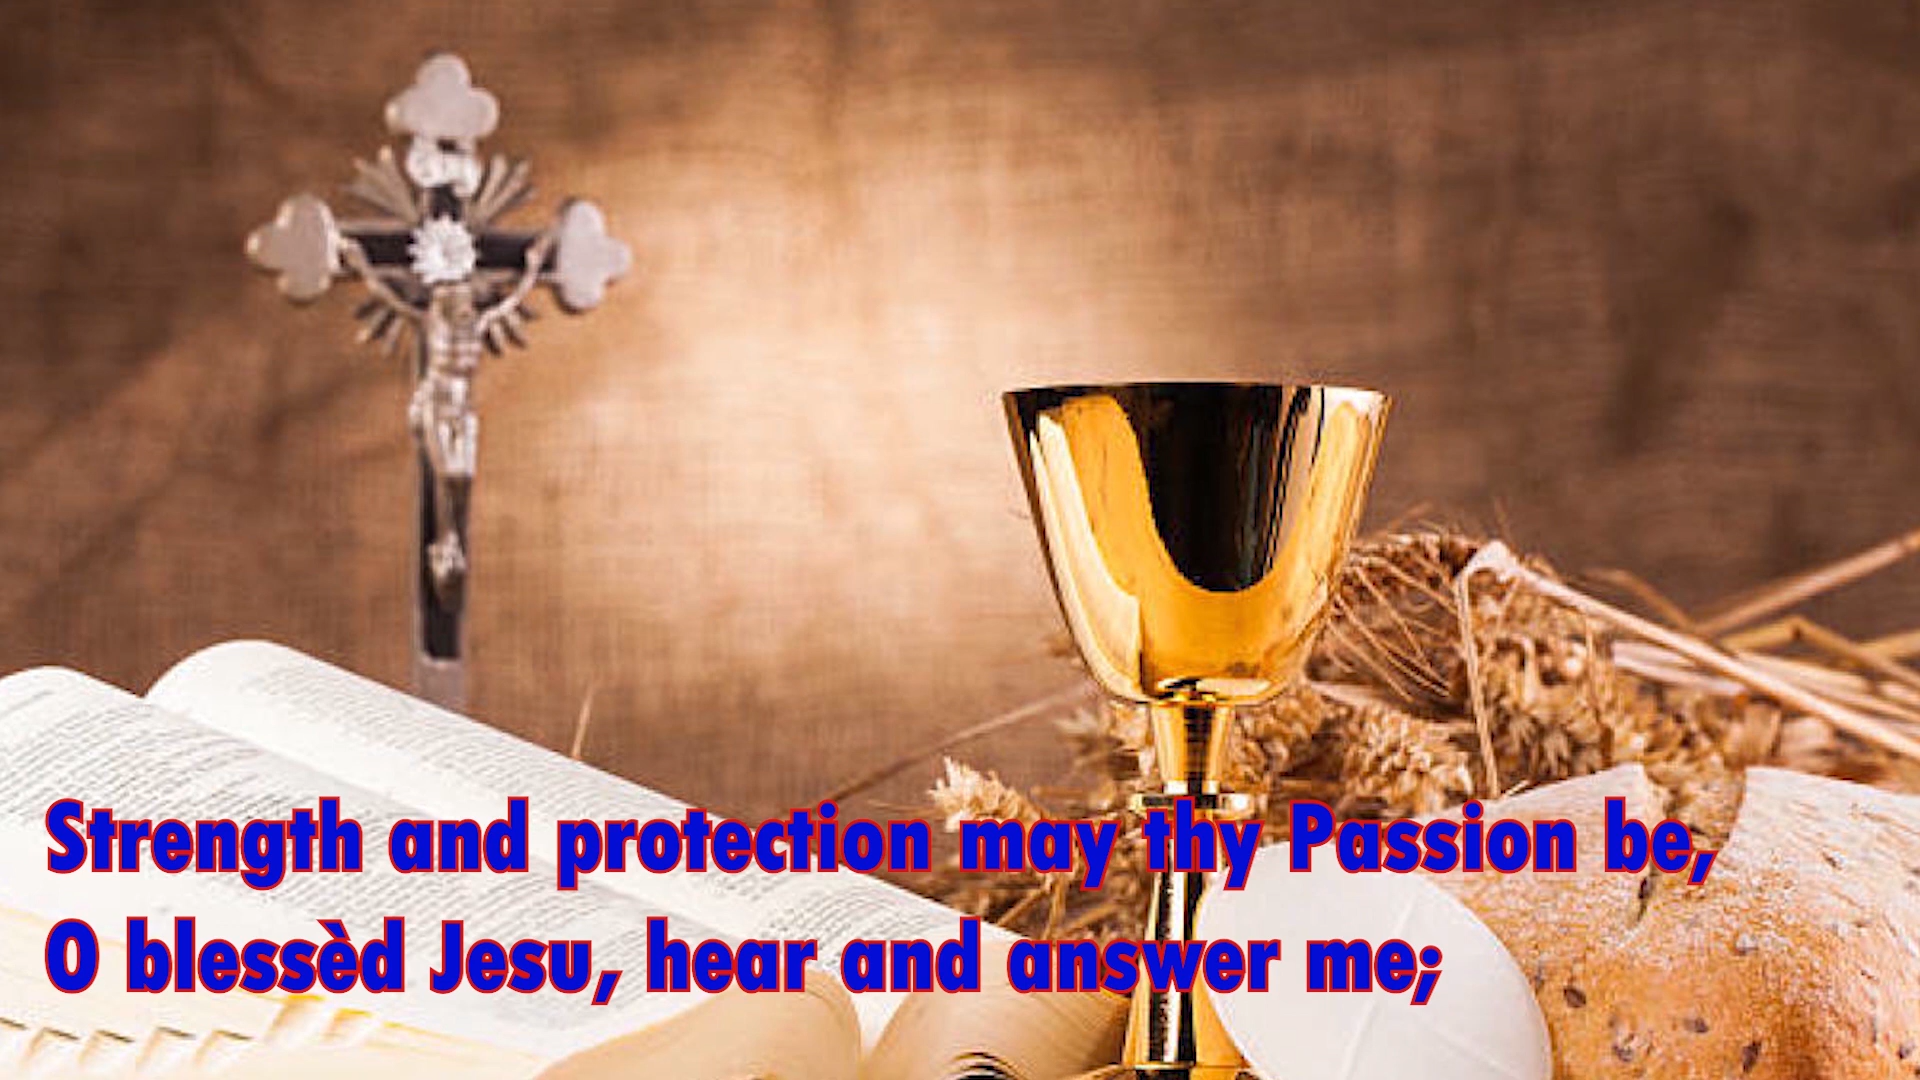 Strength and protection may thy Passion be,
O blessèd Jesu, hear and answer me;